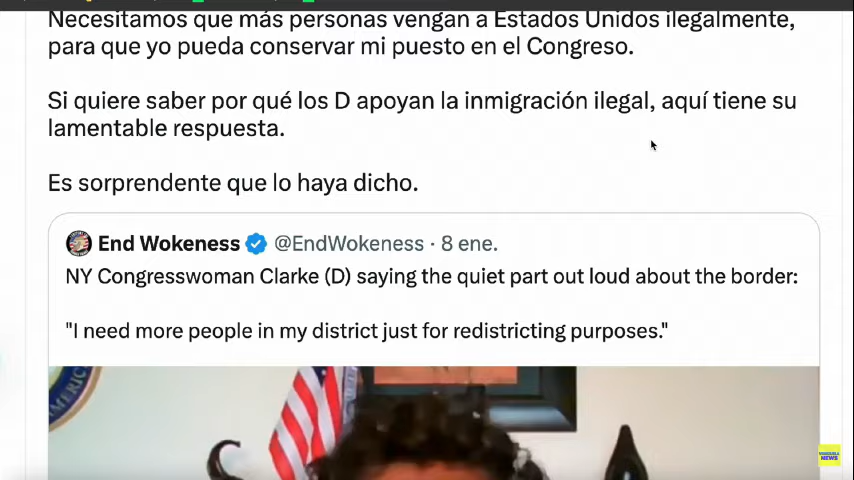 Necesitamos que más personas vengan a Estados Unidos ilegalmente,
para que yo pueda conservar mi puesto en el Congreso.
Si quiere saber por qué los D apoyan la inmigración ilegal, aquí tiene su
lamentable respuesta.
Es sorprendente que lo haya dicho.
End Wokeness @EndWokeness · 8 ene.
NY Congresswoman Clarke (D) saying the quiet part out loud about the border:
"I need more people in my district just for redistricting purposes."
VENEZUELA
NEWS